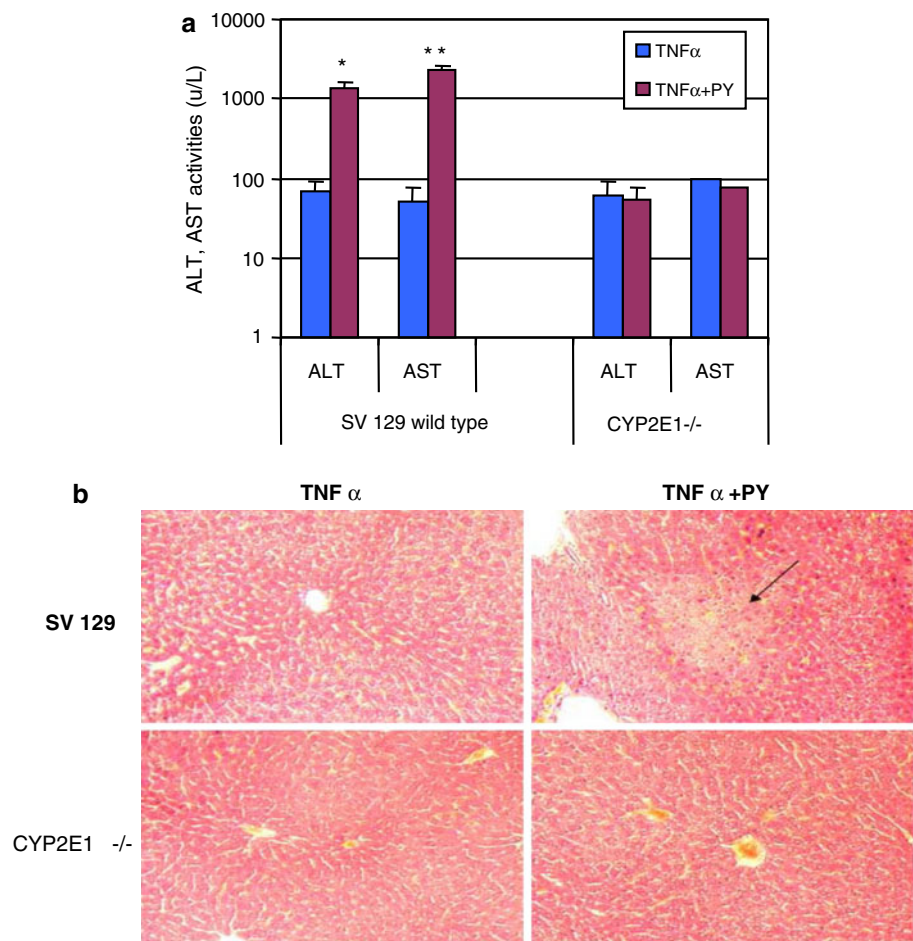 a
10000
1000
100
10
1
ALT, AST activities (u/L)
*
**
TNFα
TNFα+PY
ALT AST ALT AST
SV 129 wild type CYP2E1-/-
b
TNF α TNF α +PY
SV 129
CYP2E1 -/-